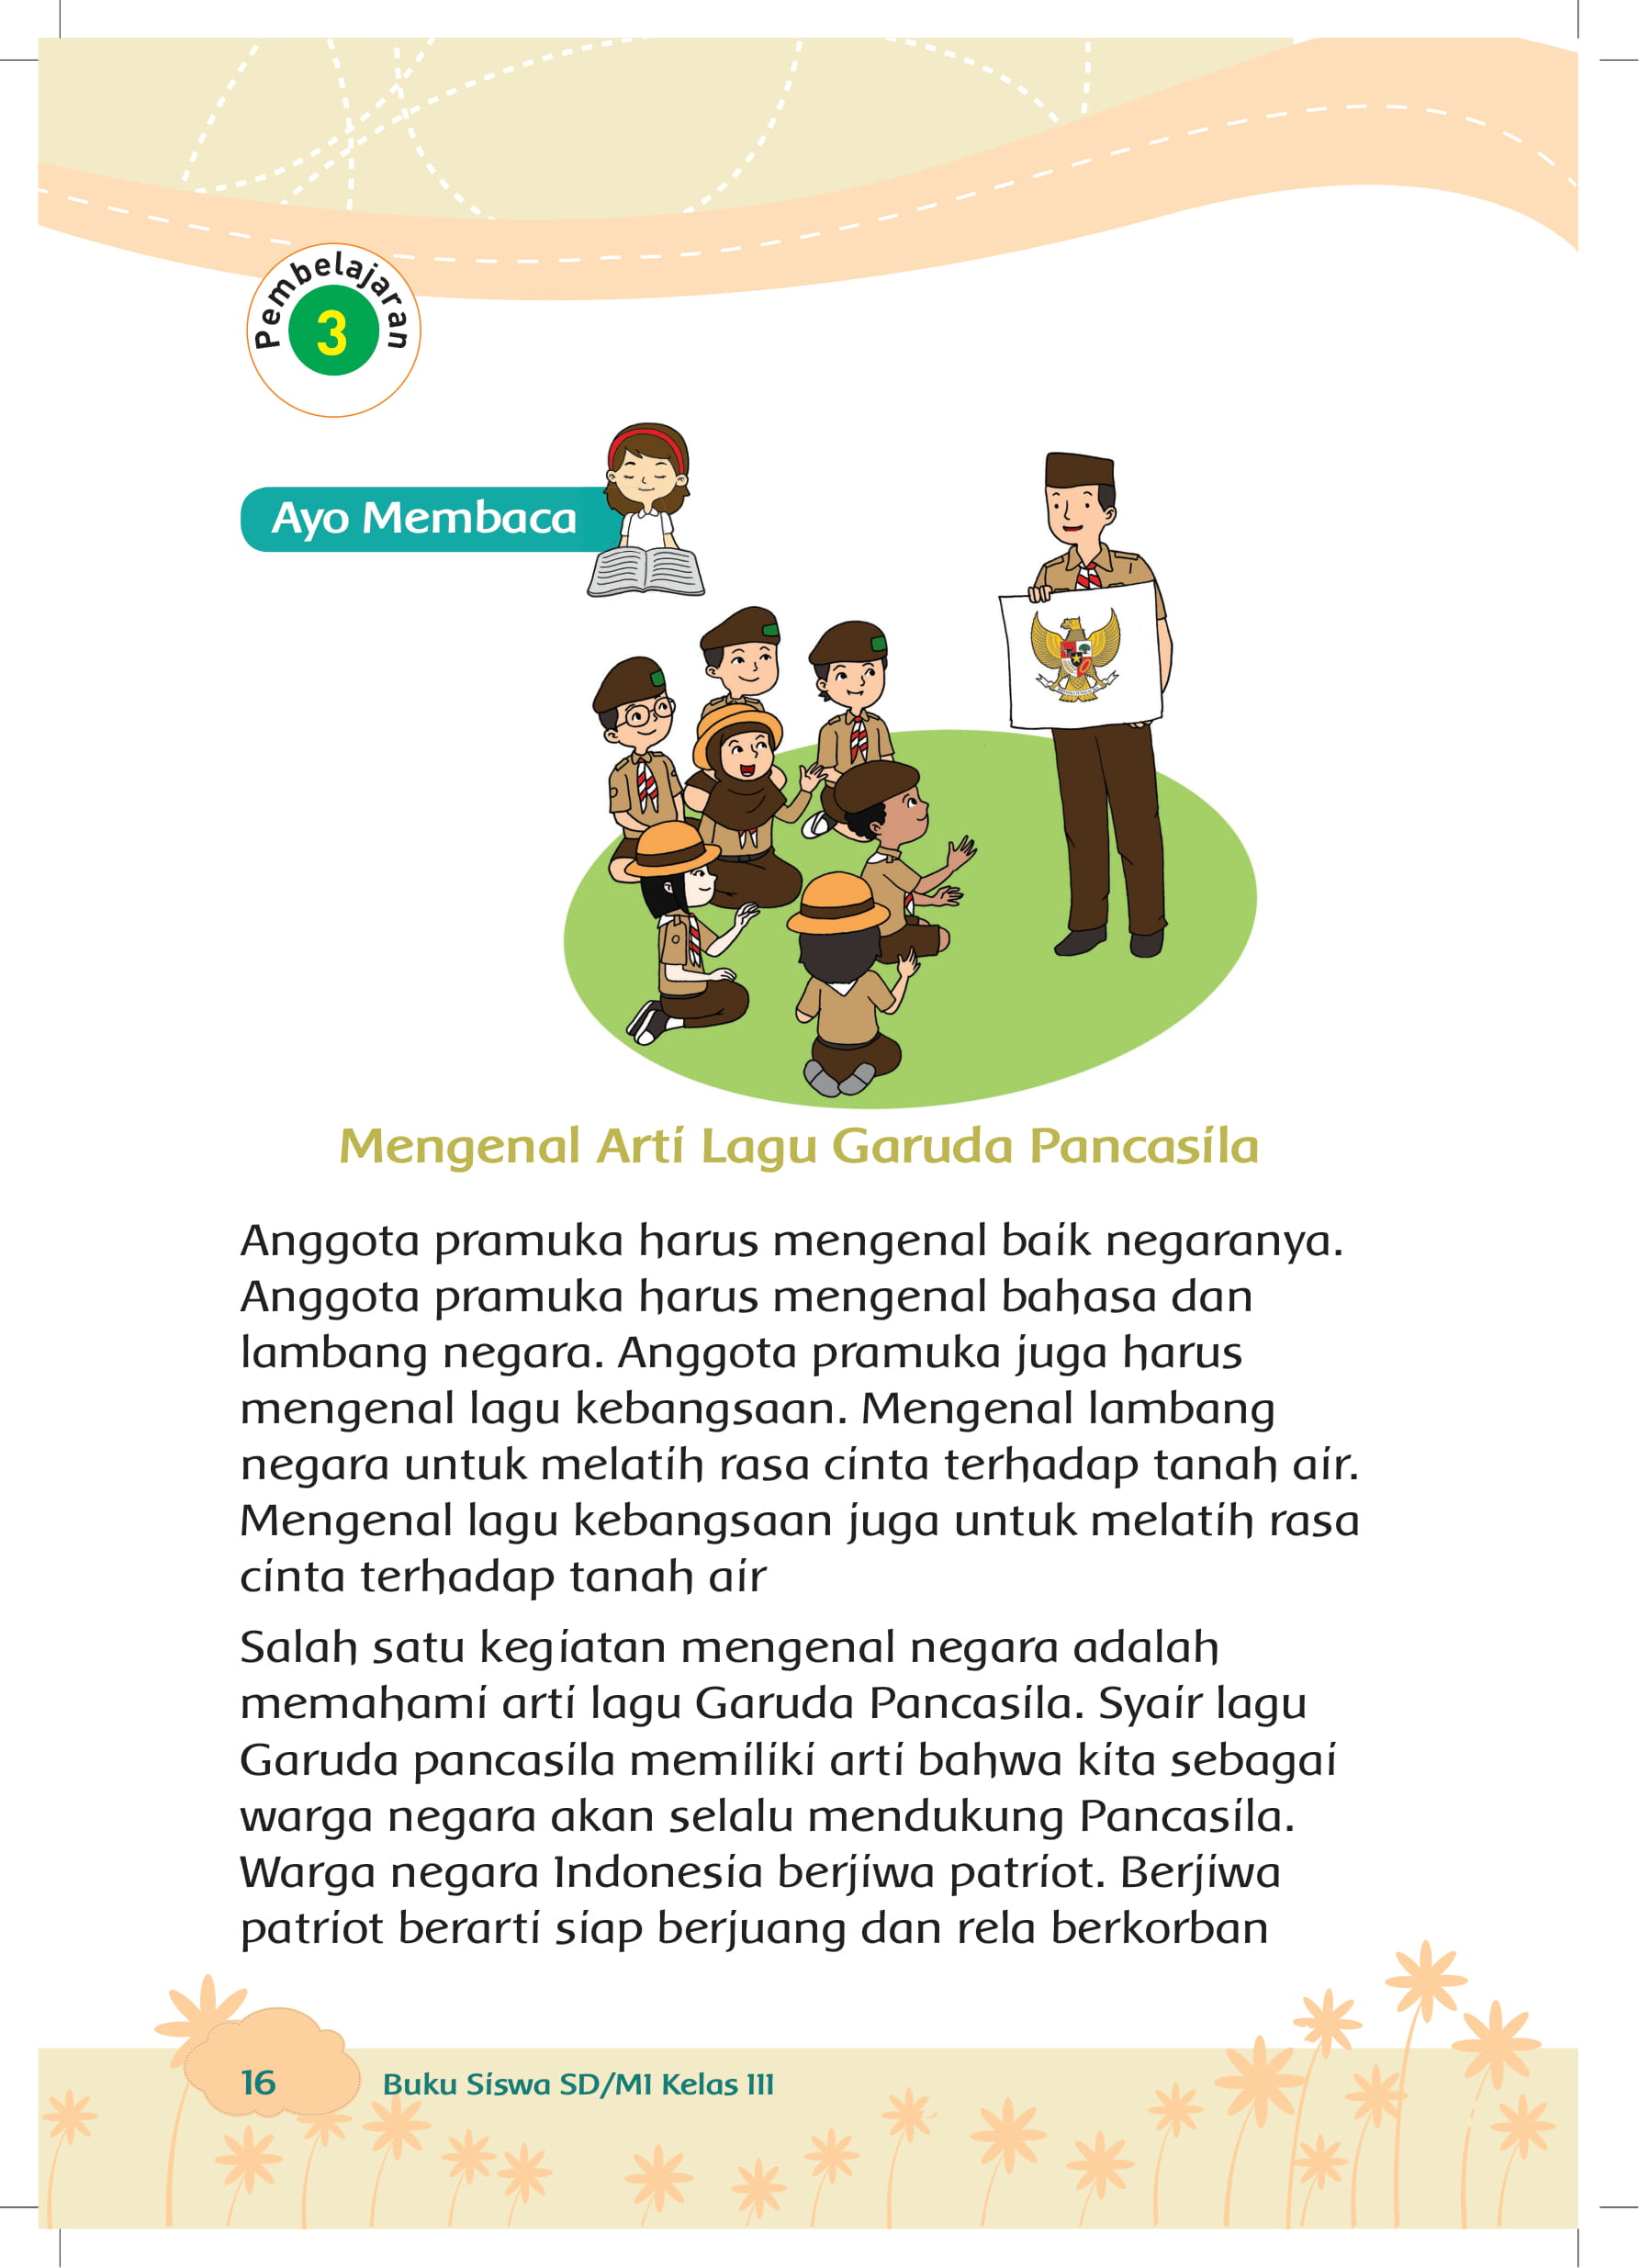 Pembelajaran
3
Ayo Membaca
Mengenal Arti Lagu Garuda Pancasila
Anggota pramuka harus mengenal baik negaranya.
Anggota pramuka harus mengenal bahasa dan
lambang negara. Anggota pramuka juga harus
mengenal lagu kebangsaan. Mengenal lambang
negara untuk melatih rasa cinta terhadap tanah air.
Mengenal lagu kebangsaan juga untuk melatih rasa
cinta terhadap tanah air
Salah satu kegiatan mengenal negara adalah
memahami arti lagu Garuda Pancasila. Syair lagu
Garuda pancasila memiliki arti bahwa kita sebagai
warga negara akan selalu mendukung Pancasila.
Warga negara Indonesia berjiwa patriot. Berjiwa
patriot berarti siap berjuang dan rela berkorban
16
Buku Siswa SD/MI Kelas III